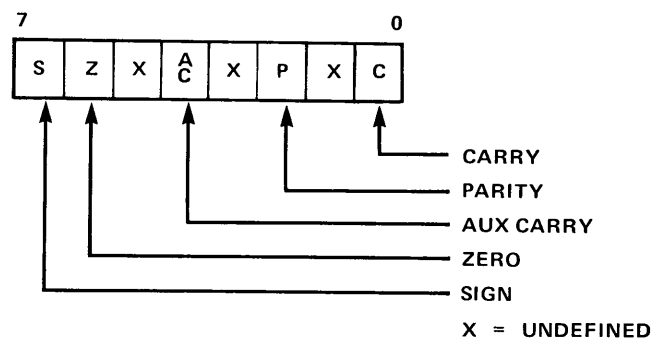 7 0
S Z X AC X P X C
CARRY
PARITY
AUX CARRY
ZERO
SIGN
X = UNDEFINED